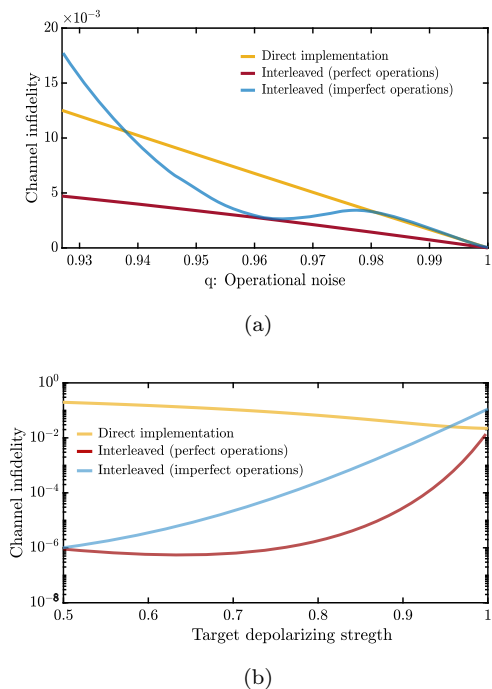 ×10⁻³
20
15
10
5
0
Channel infidelity
Direct implementation
Interleaved (perfect operations)
Interleaved (imperfect operations)
0.93 0.94 0.95 0.96 0.97 0.98 0.99 1
q: Operational noise
(a)
10⁰
10⁻²
10⁻⁴
10⁻⁶
10⁻⁸
Channel infidelity
Direct implementation
Interleaved (perfect operations)
Interleaved (imperfect operations)
0.5 0.6 0.7 0.8 0.9 1
Target depolarizing stregth
(b)